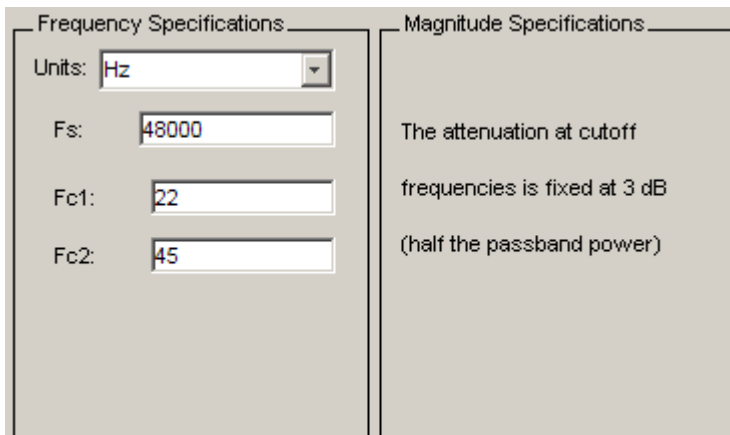 Frequency Specifications
Units: Hz
Fs: 48000
Fc1: 22
Fc2: 45
Magnitude Specifications
The attenuation at cutoff
frequencies is fixed at 3 dB
(half the passband power)